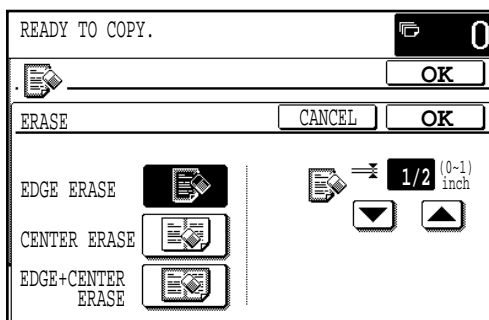 READY TO COPY.
0
OK
ERASE
CANCEL
OK
EDGE ERASE
1/2
(0~1)
inch
CENTER ERASE
EDGE+CENTER
ERASE